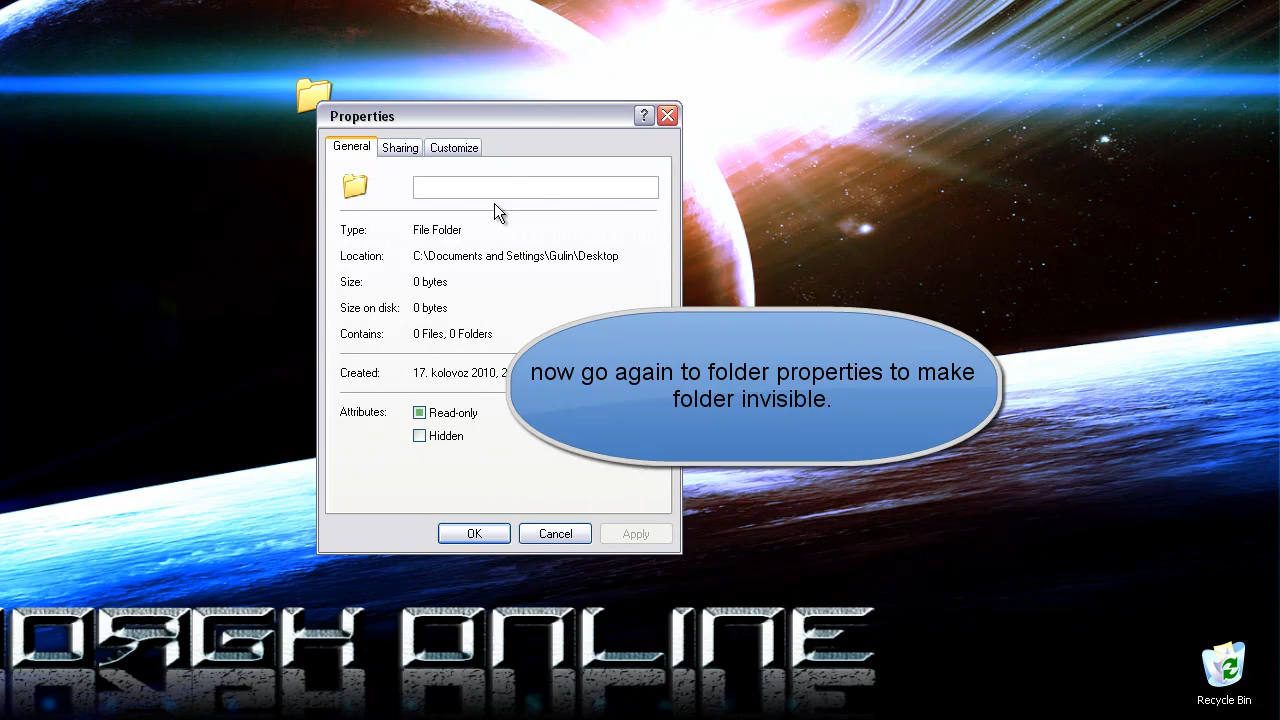 Properties
?
General Sharing Customize
Type: File Folder
Location: C:\Documents and Settings\Gulin\Desktop
Size: 0 bytes
Size on disk: 0 bytes
Contains: 0 Files, 0 Folders
Created: 17. kolovoz 2010,
Attributes: Read-only
Hidden
now go again to folder properties to make
folder invisible.
OK Cancel Apply
ONLINE
Recycle Bin